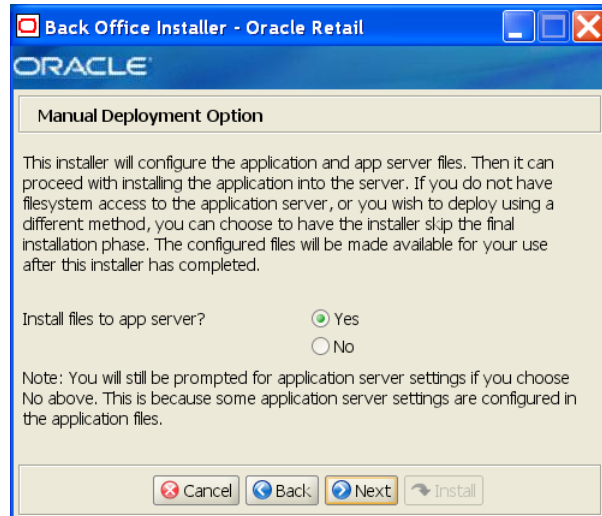 Back Office Installer - Oracle Retail
ORACLE
Manual Deployment Option
This installer will configure the application and app server files. Then it can
proceed with installing the application into the server. If you do not have
filesystem access to the application server, or you wish to deploy using a
different method, you can choose to have the installer skip the final
installation phase. The configured files will be made available for your use
after this installer has completed.
Install files to app server?
Yes
No
Note: You will still be prompted for application server settings if you choose
No above. This is because some application server settings are configured in
the application files.
Cancel Back Next Install